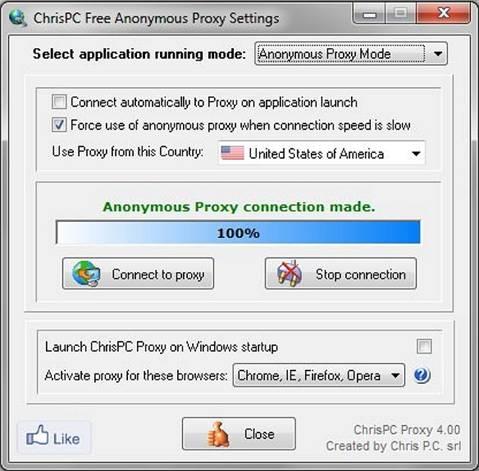 ChrisPC Free Anonymous Proxy Settings
Select application running mode: Anonymous Proxy Mode
Connect automatically to Proxy on application launch
Force use of anonymous proxy when connection speed is slow
Use Proxy from this Country: United States of America
Anonymous Proxy connection made.
100%
Connect to proxy Stop connection
Launch ChrisPC Proxy on Windows startup
Activate proxy for these browsers: Chrome, IE, Firefox, Opera ?
Like Close ChrisPC Proxy 4.00
Created by Chris P.C. srl